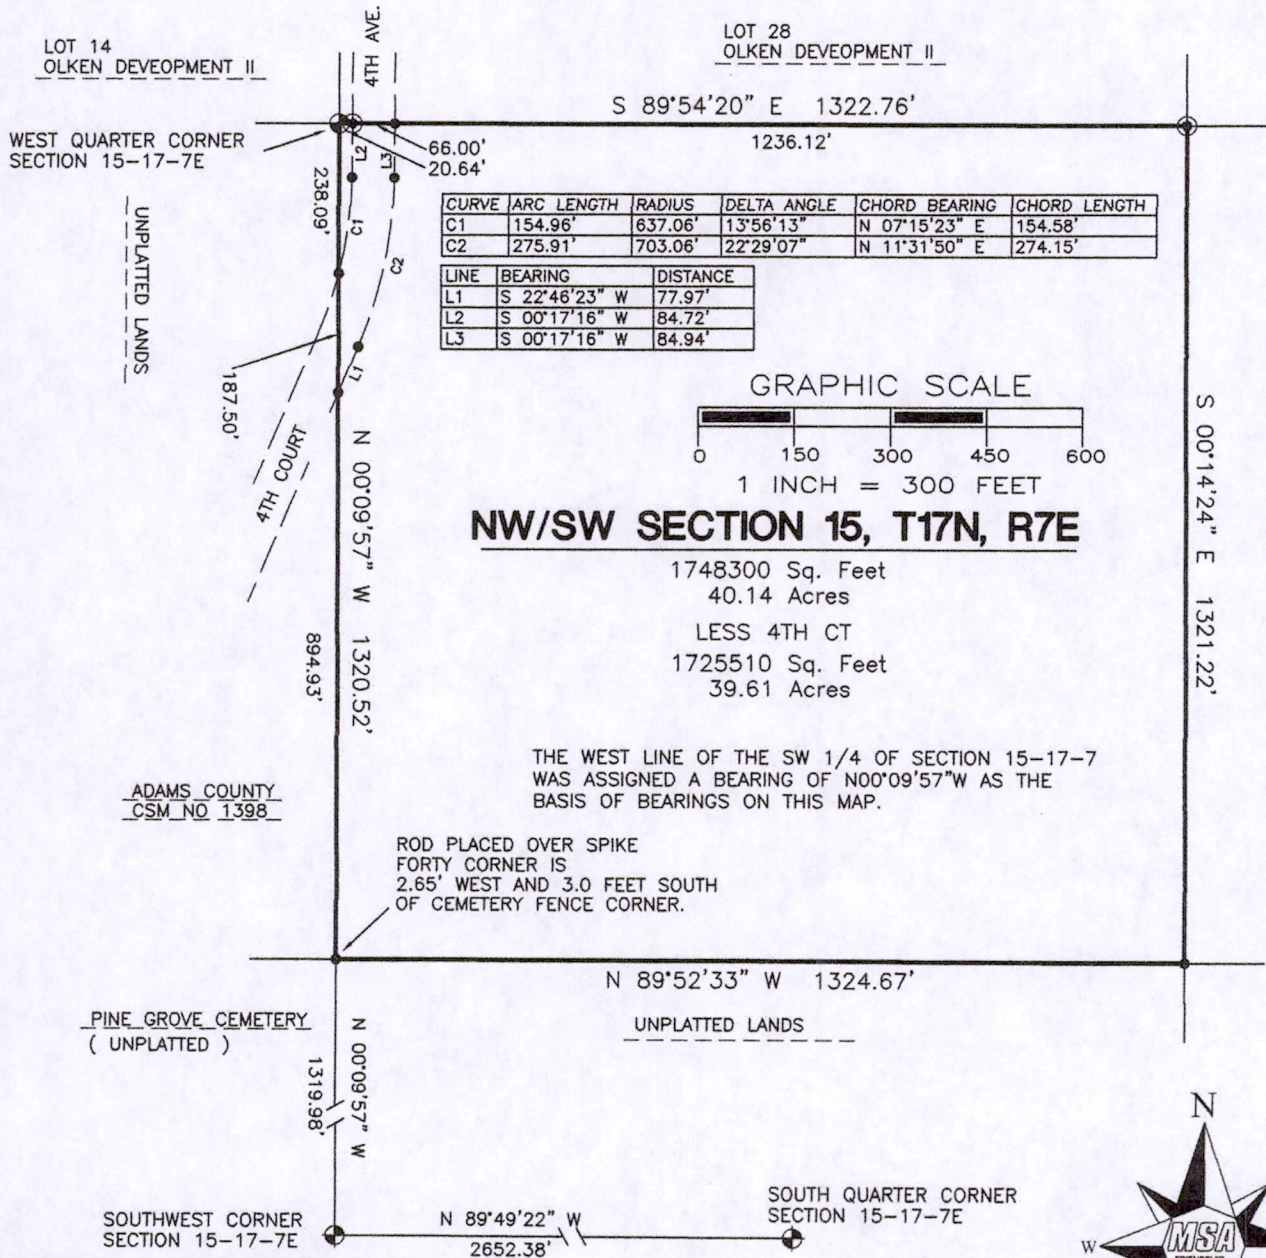 LOT 14
OLKEN DEVEOPMENT II
4TH AVE.
LOT 28
OLKEN DEVEOPMENT II
S 89°54'20" E 1322.76'
1236.12'
66.00'
20.64'
WEST QUARTER CORNER
SECTION 15-17-7E
L2
L3
238.09'
C1
C2
UNPLATTED LANDS
CURVE ARC LENGTH RADIUS DELTA ANGLE CHORD BEARING CHORD LENGTH
C1 154.96' 637.06' 13°56'13" N 07°15'23" E 154.58'
C2 275.91' 703.06' 22°29'07" N 11°31'50" E 274.15'
LINE BEARING DISTANCE
L1 S 22°46'23" W 77.97'
L2 S 00°17'16" W 84.72'
L3 S 00°17'16" W 84.94'
L1
187.50'
4TH COURT
GRAPHIC SCALE
0 150 300 450 600
1 INCH = 300 FEET
NW/SW SECTION 15, T17N, R7E
1748300 Sq. Feet
40.14 Acres
LESS 4TH CT
1725510 Sq. Feet
39.61 Acres
N 00°09'57" W 1320.52'
894.93'
S 00°14'24" E 1321.22'
THE WEST LINE OF THE SW 1/4 OF SECTION 15-17-7
WAS ASSIGNED A BEARING OF N00°09'57"W AS THE
BASIS OF BEARINGS ON THIS MAP.
ADAMS COUNTY
CSM NO 1398
ROD PLACED OVER SPIKE
FORTY CORNER IS
2.65' WEST AND 3.0 FEET SOUTH
OF CEMETERY FENCE CORNER.
N 89°52'33" W 1324.67'
UNPLATTED LANDS
PINE GROVE CEMETERY
( UNPLATTED )
N 00°09'57" W
1319.98'
N
W
MSA
SOUTHWEST CORNER
SECTION 15-17-7E
N 89°49'22" W
2652.38'
SOUTH QUARTER CORNER
SECTION 15-17-7E